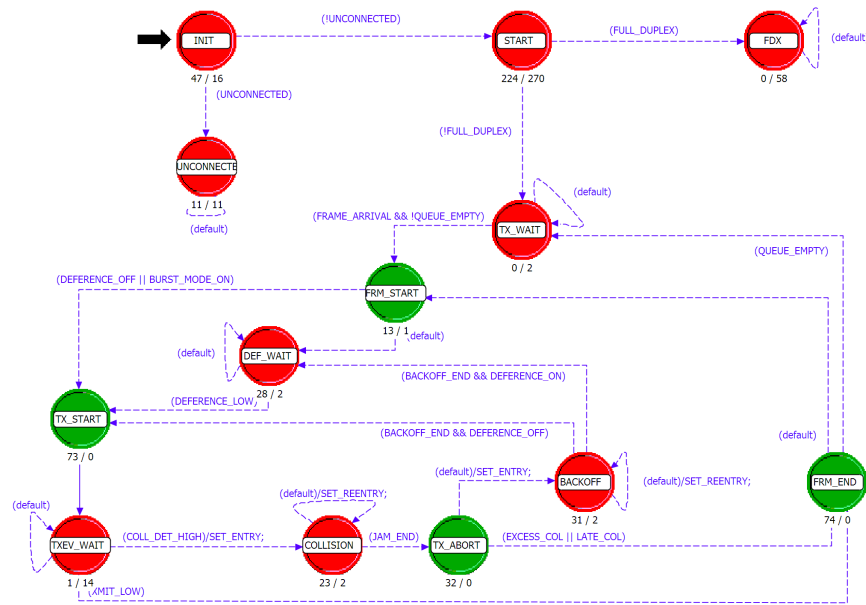 (!UNCONNECTED)
INIT
START
(FULL_DUPLEX)
FDX
(default)
47 / 16
224 / 270
0 / 58
(UNCONNECTED)
(!FULL_DUPLEX)
UNCONNECTE
11 / 11
(default)
(default)
(FRAME_ARRIVAL && !QUEUE_EMPTY)
TX_WAIT
(QUEUE_EMPTY)
0 / 2
(DEFERENCE_OFF || BURST_MODE_ON)
FRM_START
13 / 1
(default)
(default)
DEF_WAIT
(BACKOFF_END && DEFERENCE_ON)
28 / 2
(DEFERENCE_LOW)
TX_START
(BACKOFF_END && DEFERENCE_OFF)
(default)
73 / 0
(default)/SET_ENTRY;
BACKOFF
(default)/SET_REENTRY;
FRM_END
(default)
(default)/SET_REENTRY;
31 / 2
74 / 0
TXEV_WAIT
(COLL_DET_HIGH)/SET_ENTRY;
COLLISION
(JAM_END)
TX_ABORT
(EXCESS_COL || LATE_COL)
1 / 14
23 / 2
32 / 0
XMIT_LOW)